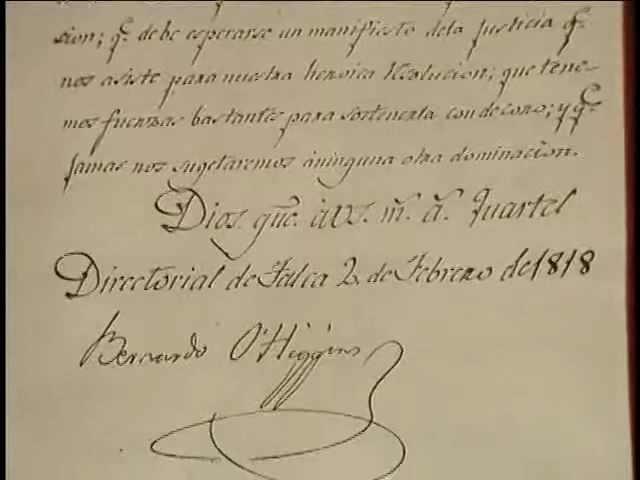 sion; q.e debe esperarse un manifiesto dela Justicia q.e
nos asiste para nuestra heroica Revolucion; que tene-
mos fuerzas bastantes para sostenerla con decoro; y q.e
jamas nos sugetaremos àninguna otra dominacion.
Dios gue. à VS. m.s a.s Quartel
Directorial de Talca 2 de Febrero de 1818
Bernardo O'Higgins